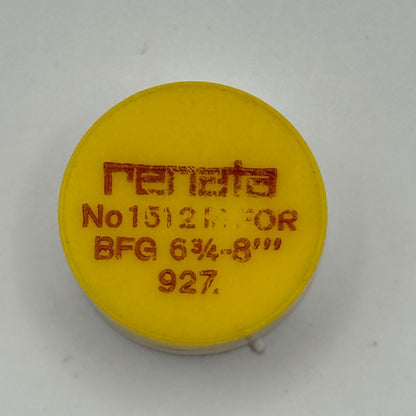 renata
No 1512 FOR
BFG 6¾-8'''
927.